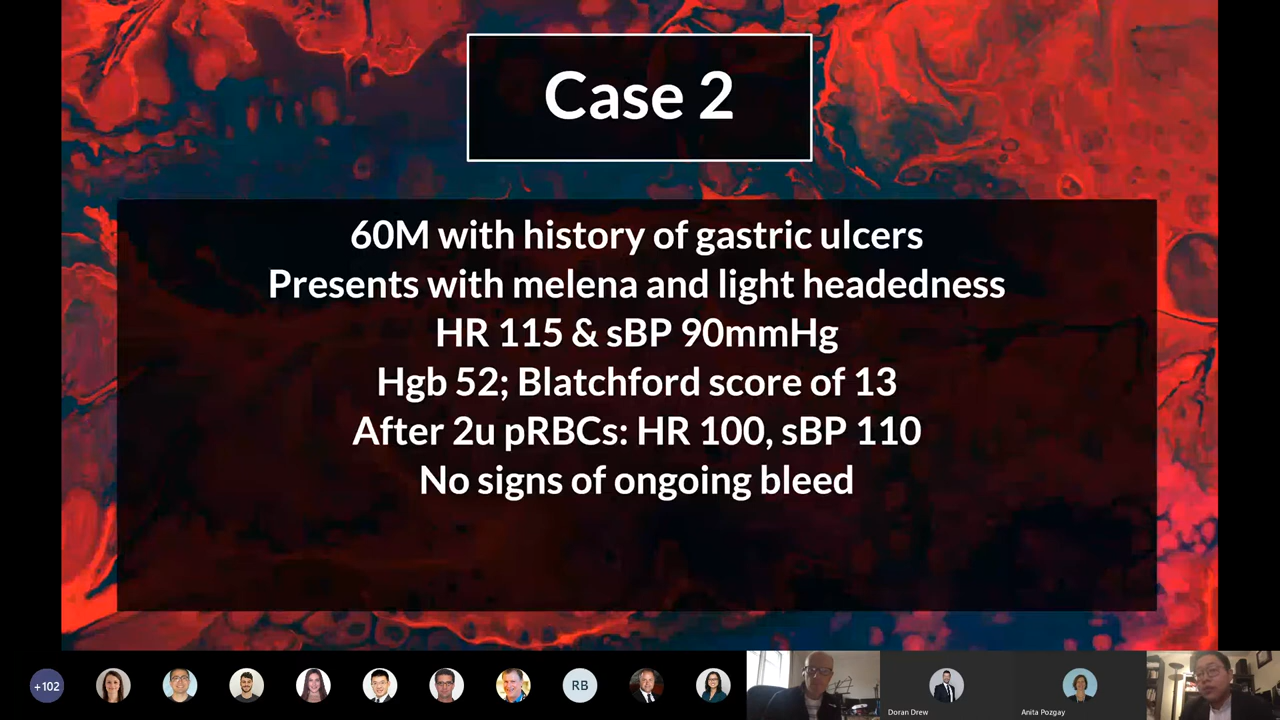 Case 2
60M with history of gastric ulcers
Presents with melena and light headedness
HR 115 & sBP 90mmHg
Hgb 52; Blatchford score of 13
After 2u pRBCs: HR 100, sBP 110
No signs of ongoing bleed
+102
RB
Doran Drew
Anita Pozgay